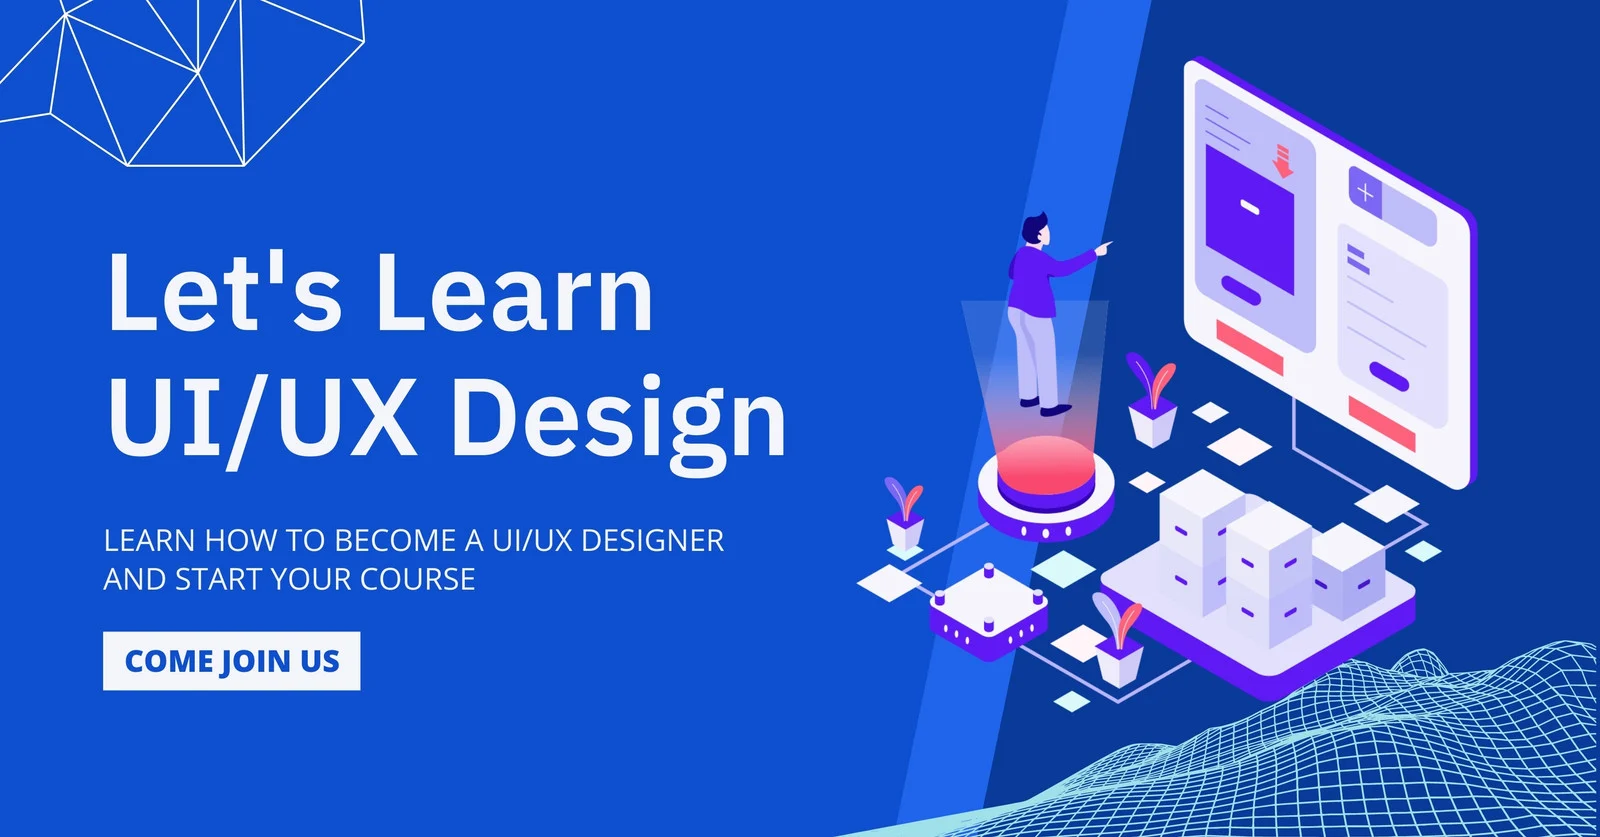 Let's Learn
UI/UX Design
LEARN HOW TO BECOME A UI/UX DESIGNER
AND START YOUR COURSE
COME JOIN US